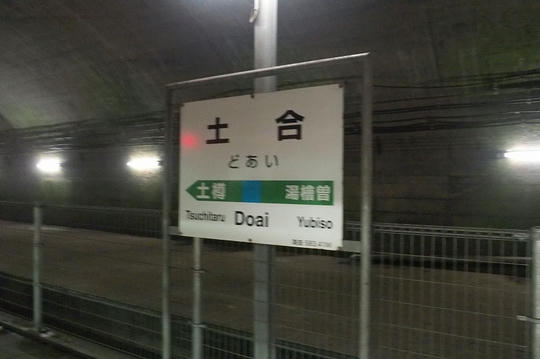 土合
どあい
土樽 湯檜曽
Tsuchitaru Doai Yubiso